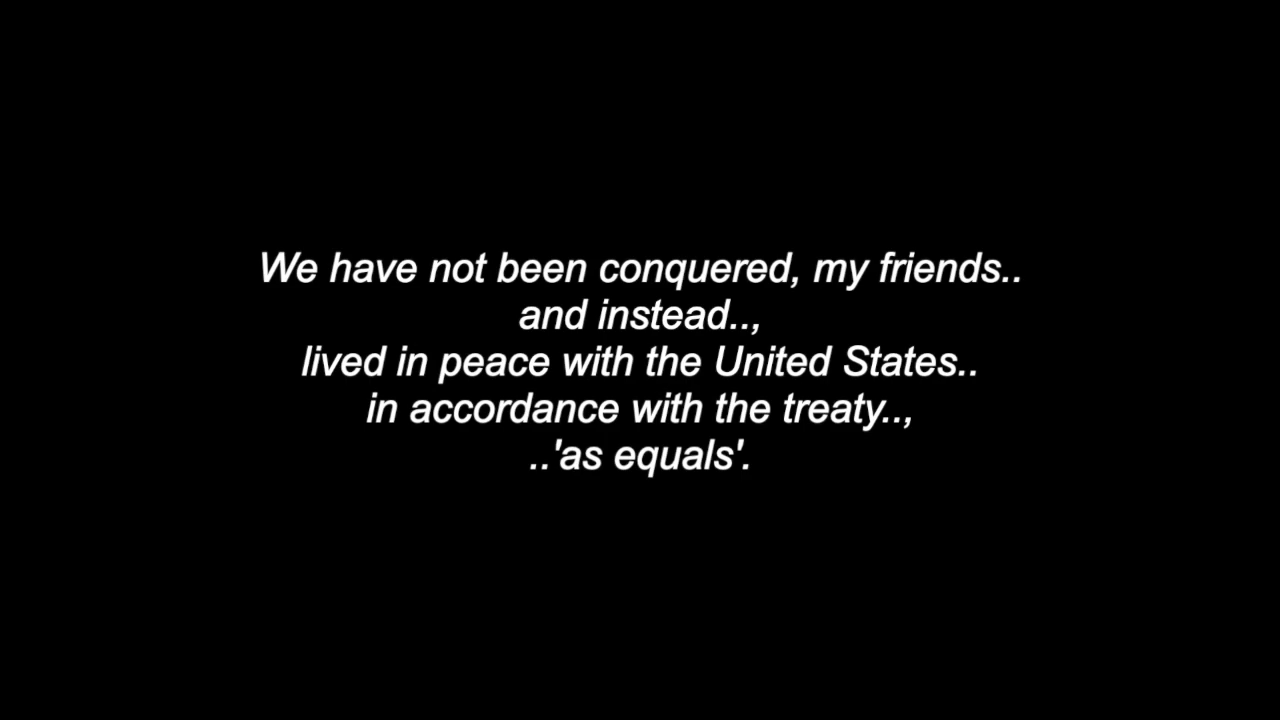 We have not been conquered, my friends..
and instead..,
lived in peace with the United States..
in accordance with the treaty..,
..'as equals'.